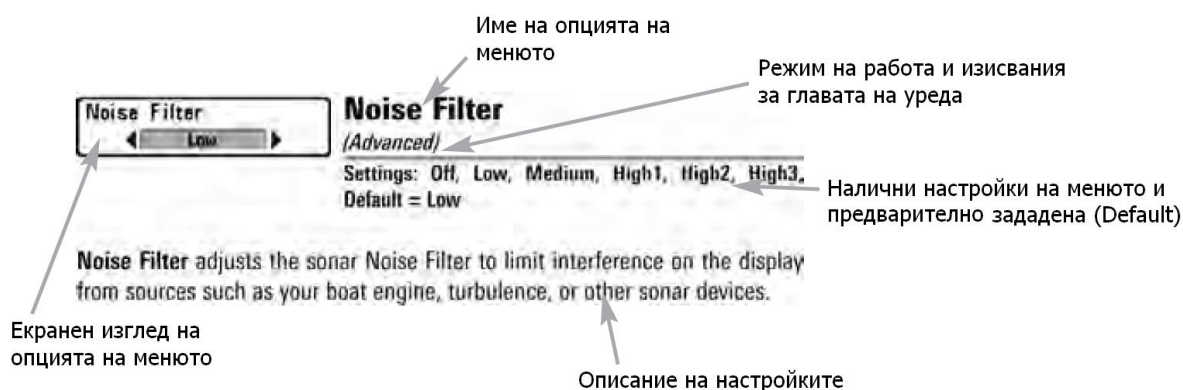 Име на опцията на
менюто
Режим на работа и изисвания
за главата на уреда
Noise Filter
Low
Noise Filter
(Advanced)
Settings: Off, Low, Medium, High1, High2, High3,
Default = Low
Налични настройки на менюто и
предварително зададена (Default)
Noise Filter adjusts the sonar Noise Filter to limit interference on the display
from sources such as your boat engine, turbulence, or other sonar devices.
Екранен изглед на
опцията на менюто
Описание на настройките